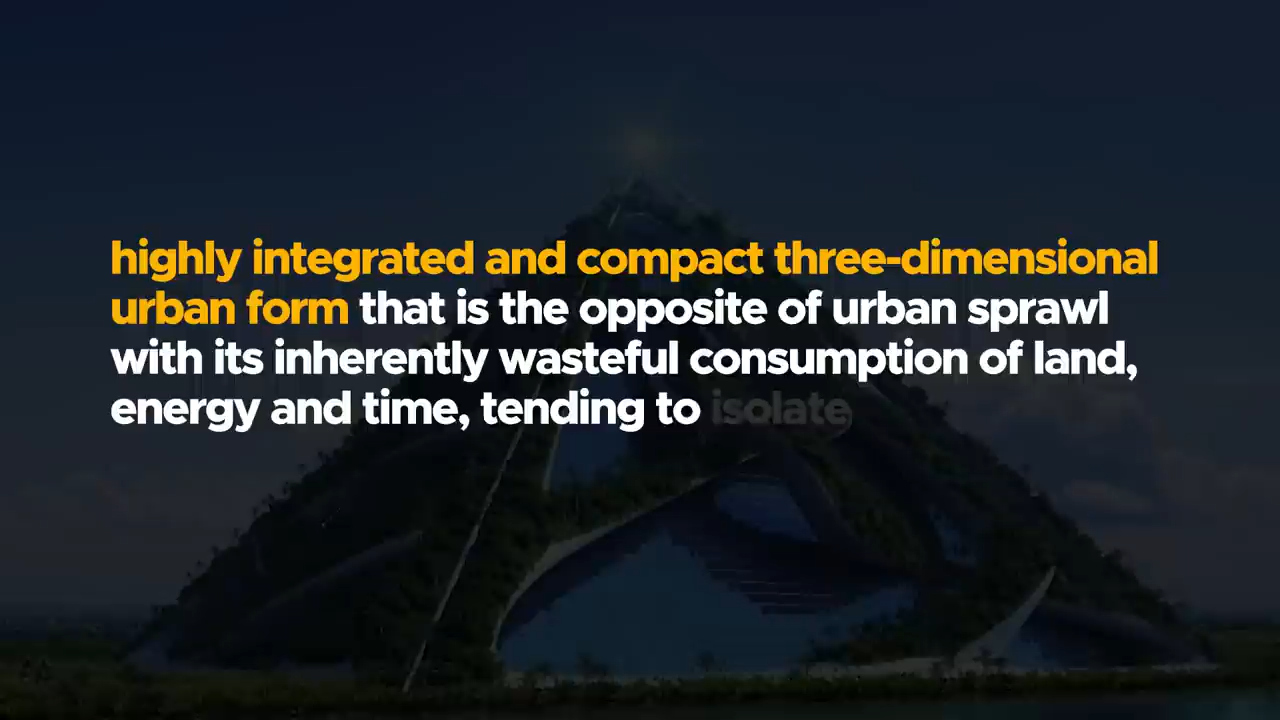 highly integrated and compact three-dimensional
urban form that is the opposite of urban sprawl
with its inherently wasteful consumption of land,
energy and time, tending to isolate